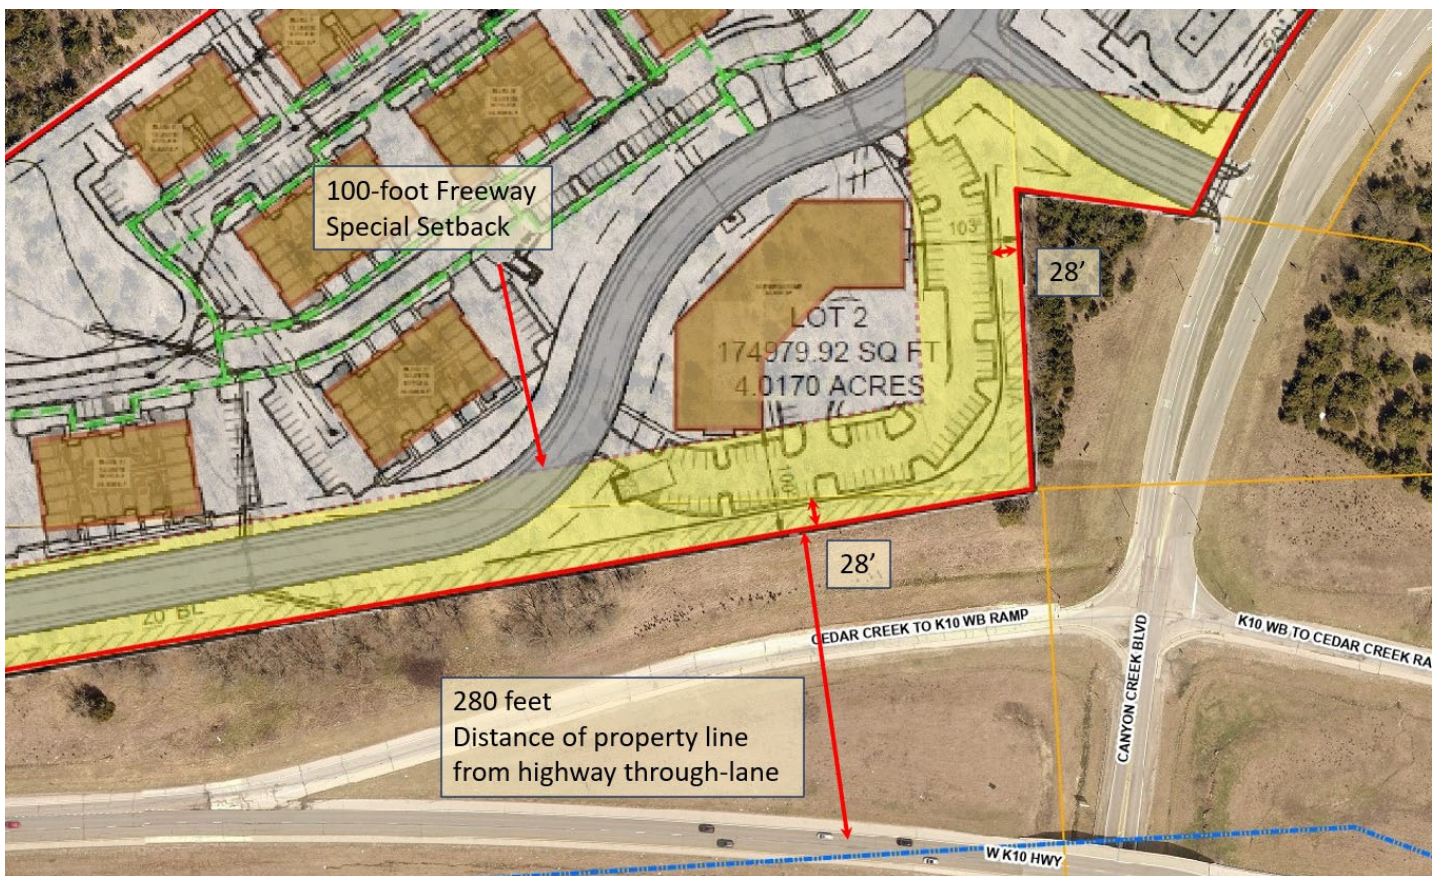 100-foot Freeway
Special Setback
103'
28'
LOT 2
174979.92 SQ FT
4.0170 ACRES
100'
28'
20' BL
CEDAR CREEK TO K10 WB RAMP
K10 WB TO CEDAR CREEK RA
CANYON CREEK BLVD
280 feet
Distance of property line
from highway through-lane
W K10 HWY